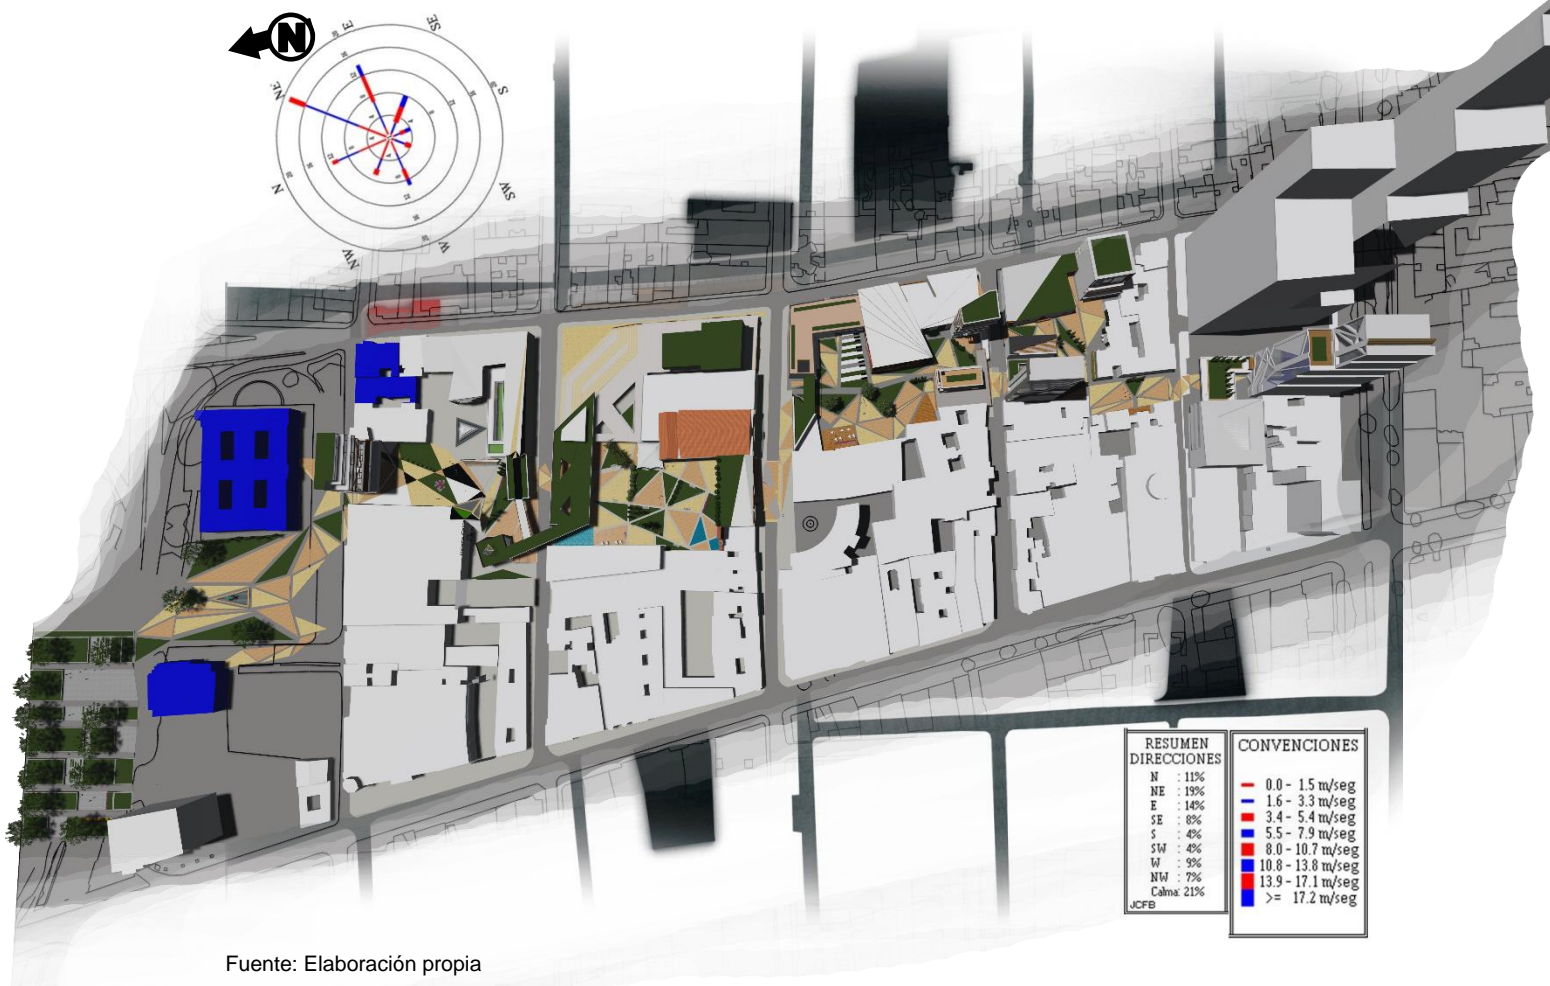 N
E
SE
NE
S
N
SW
NW
W
RESUMEN
DIRECCIONES
N : 11%
NE : 19%
E : 14%
SE : 8%
S : 4%
SW : 4%
W : 9%
NW : 7%
Calma: 21%
JCFB
CONVENCIONES
0.0 - 1.5 m/seg
1.6 - 3.3 m/seg
3.4 - 5.4 m/seg
5.5 - 7.9 m/seg
8.0 - 10.7 m/seg
10.8 - 13.8 m/seg
13.9 - 17.1 m/seg
>= 17.2 m/seg
Fuente: Elaboración propia